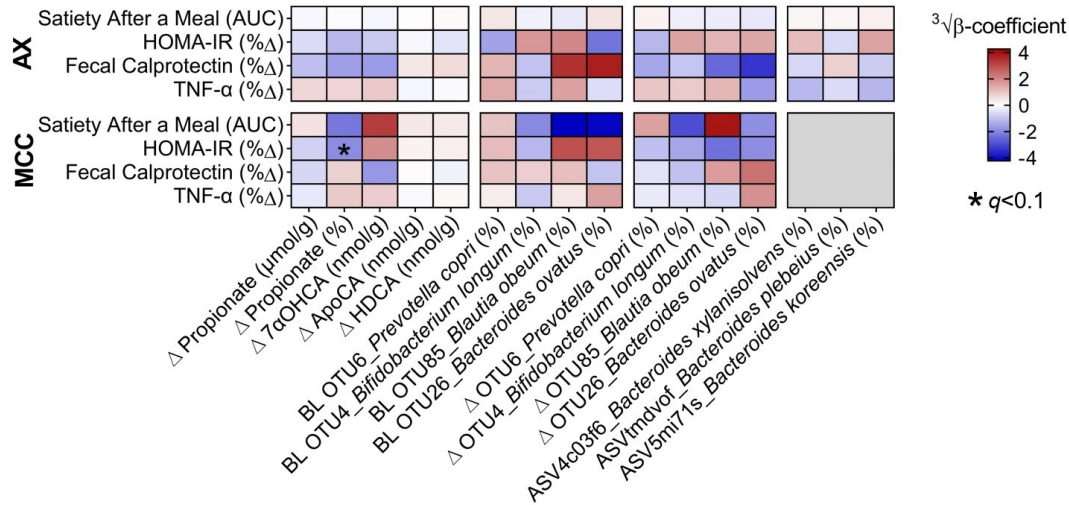 AX
Satiety After a Meal (AUC)
HOMA-IR (%Δ)
Fecal Calprotectin (%Δ)
TNF-α (%Δ)
MCC
Satiety After a Meal (AUC)
HOMA-IR (%Δ)
*
Fecal Calprotectin (%Δ)
TNF-α (%Δ)
³√β-coefficient
4
2
0
-2
-4
* q<0.1
△ Propionate (μmol/g)
△ Propionate (%)
△ 7αOHCA (nmol/g)
△ ApoCA (nmol/g)
△ HDCA (nmol/g)
BL OTU6_Prevotella copri (%)
BL OTU4_Bifidobacterium longum (%)
BL OTU85_Blautia obeum (%)
BL OTU26_Bacteroides ovatus (%)
△ OTU6_Prevotella copri (%)
△ OTU4_Bifidobacterium longum (%)
△ OTU85_Blautia obeum (%)
△ OTU26_Bacteroides ovatus (%)
ASV4c03f6_Bacteroides xylanisolvens (%)
ASVtmdvof_Bacteroides plebeius (%)
ASV5mi71s_Bacteroides koreensis (%)